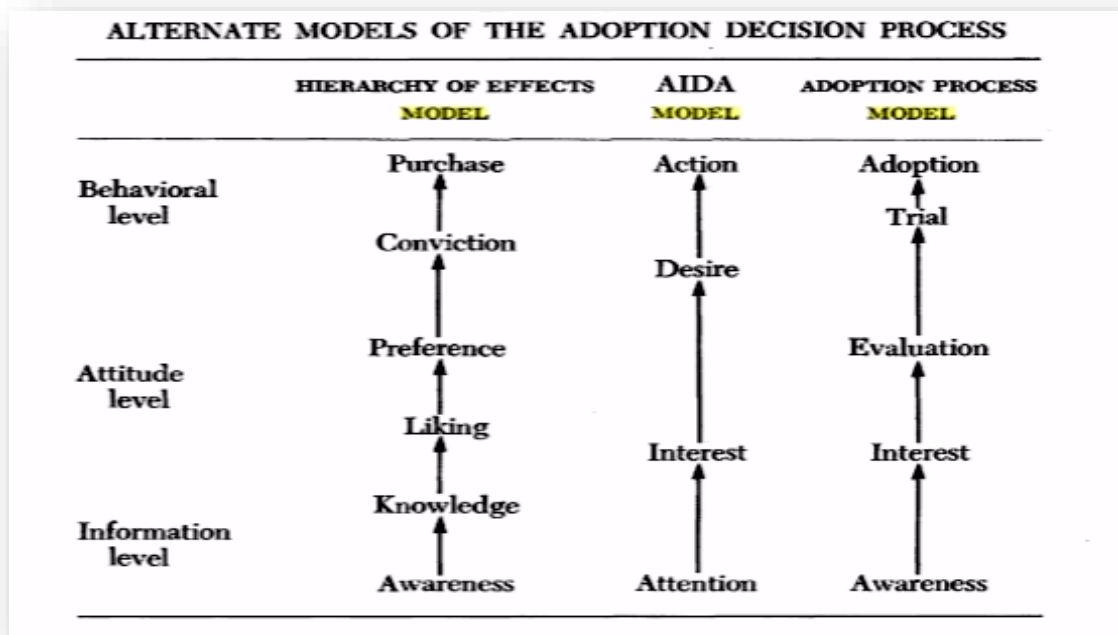 ALTERNATE MODELS OF THE ADOPTION DECISION PROCESS
HIERARCHY OF EFFECTS MODEL
AIDA MODEL
ADOPTION PROCESS MODEL
Behavioral level
Attitude level
Information level
Purchase
Conviction
Preference
Liking
Knowledge
Awareness
Action
Desire
Interest
Attention
Adoption
Trial
Evaluation
Interest
Awareness